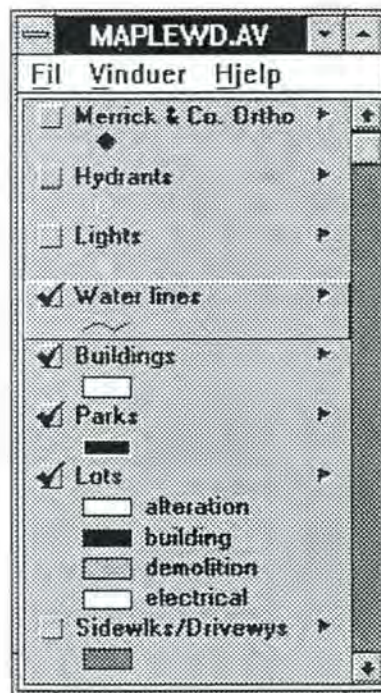 MAPLEWD.AV
Fil Vinduer Hjelp
Merrick & Co. Ortho
Hydrants
Lights
Water lines
Buildings
Parks
Lots
alteration
building
demolition
electrical
Sidewlks/Drivewys